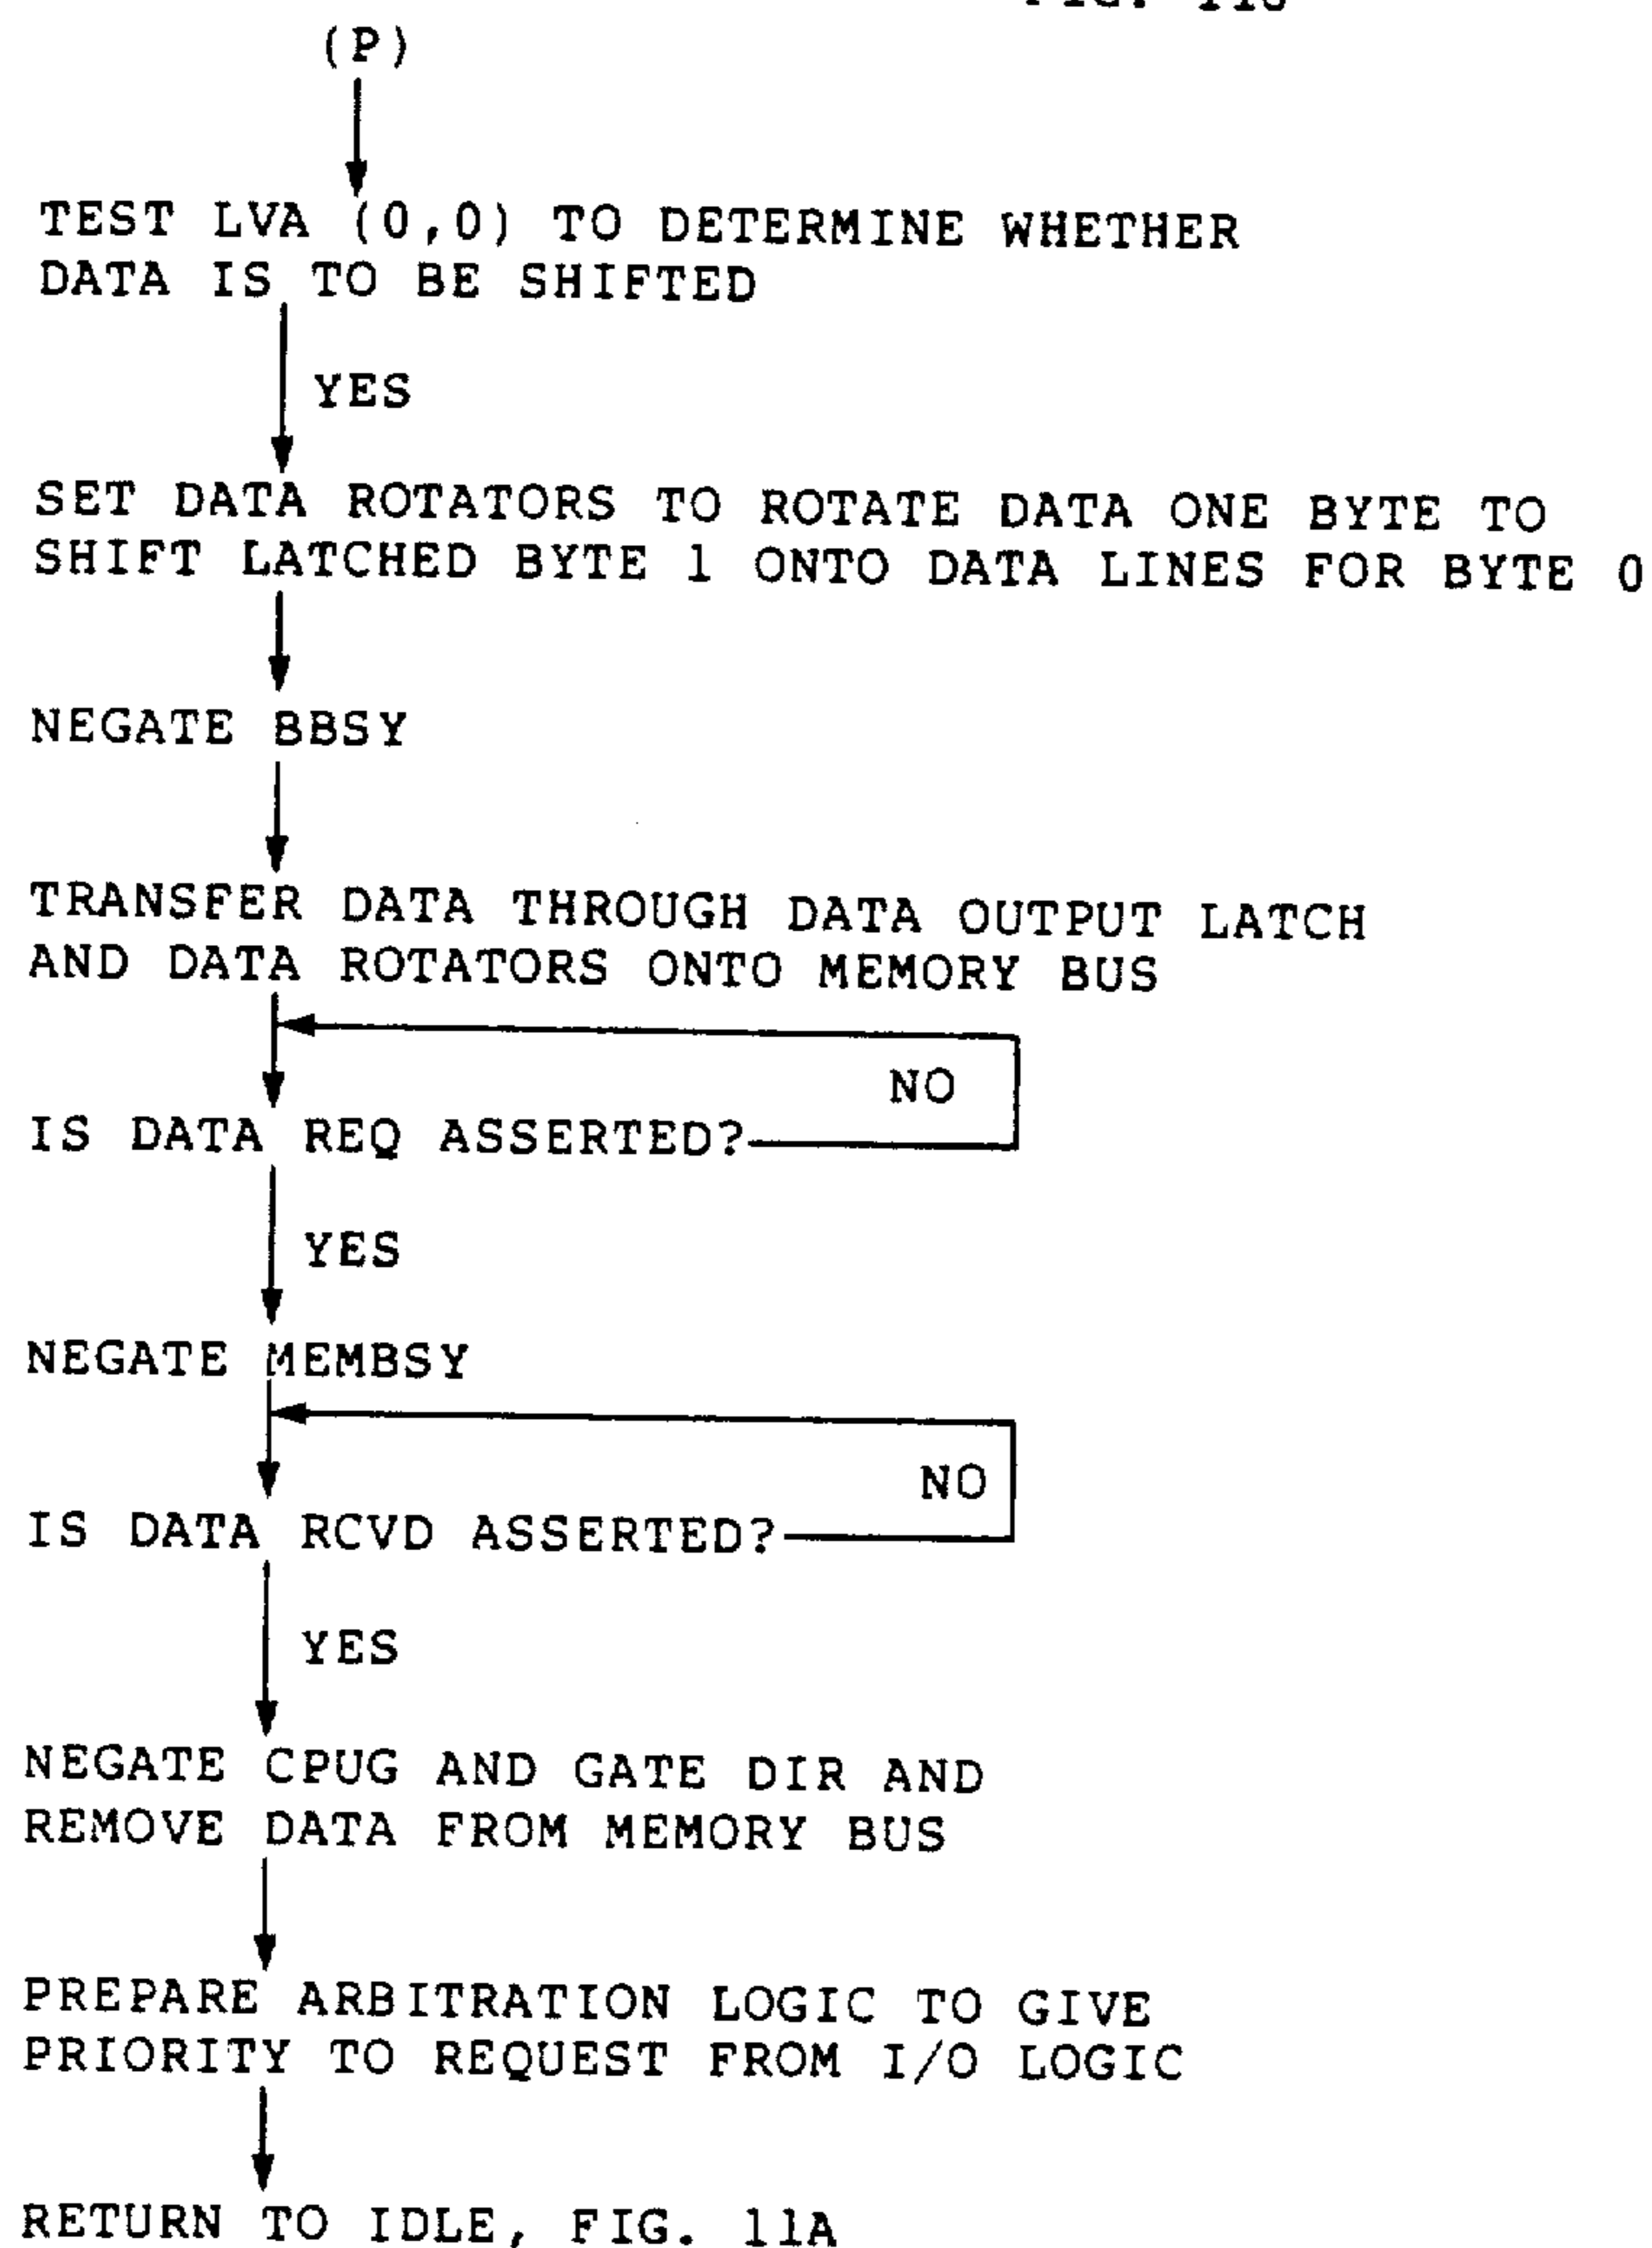 (P)
TEST LVA (0,0) TO DETERMINE WHETHER
DATA IS TO BE SHIFTED
YES
SET DATA ROTATORS TO ROTATE DATA ONE BYTE TO
SHIFT LATCHED BYTE 1 ONTO DATA LINES FOR BYTE 0
NEGATE BBSY
TRANSFER DATA THROUGH DATA OUTPUT LATCH
AND DATA ROTATORS ONTO MEMORY BUS
NO
IS DATA REQ ASSERTED?
YES
NEGATE MEMBSY
NO
IS DATA RCVD ASSERTED?
YES
NEGATE CPUG AND GATE DIR AND
REMOVE DATA FROM MEMORY BUS
PREPARE ARBITRATION LOGIC TO GIVE
PRIORITY TO REQUEST FROM I/O LOGIC
RETURN TO IDLE, FIG. 11A